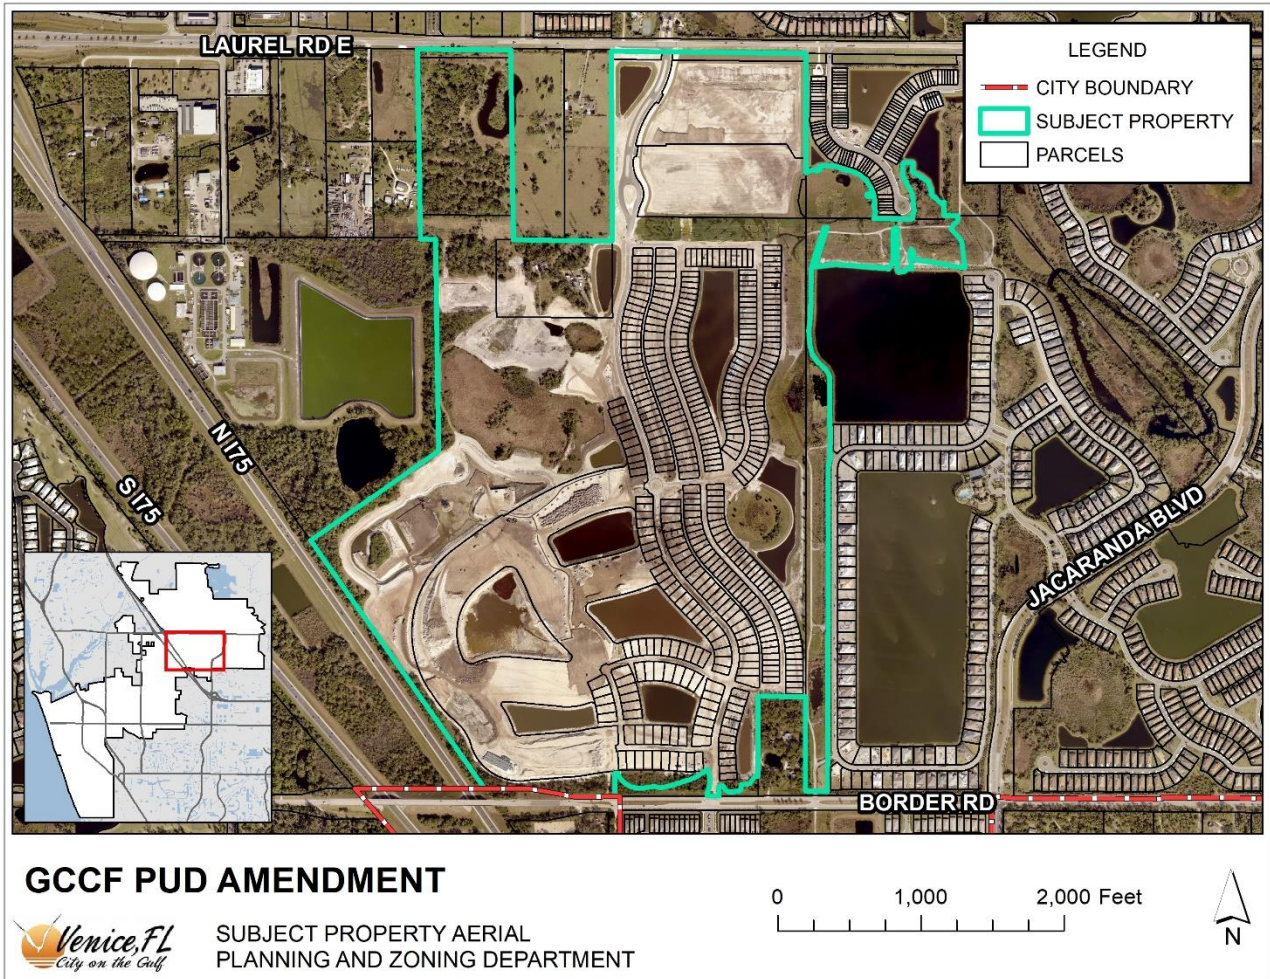 LAUREL RD E
LEGEND
CITY BOUNDARY
SUBJECT PROPERTY
PARCELS
N I75
S I75
JACARANDA BLVD
BORDER RD
GCCF PUD AMENDMENT
0 1,000 2,000 Feet
Venice, FL
City on the Gulf
SUBJECT PROPERTY AERIAL
PLANNING AND ZONING DEPARTMENT
N